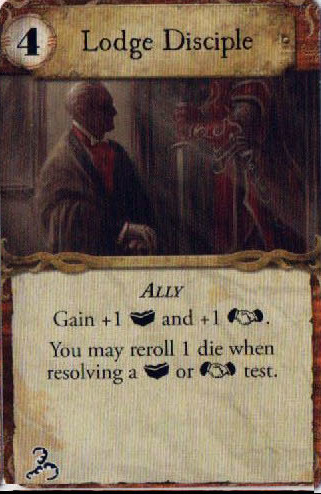 4 Lodge Disciple
ALLY
Gain +1 and +1 .
You may reroll 1 die when
resolving a or test.